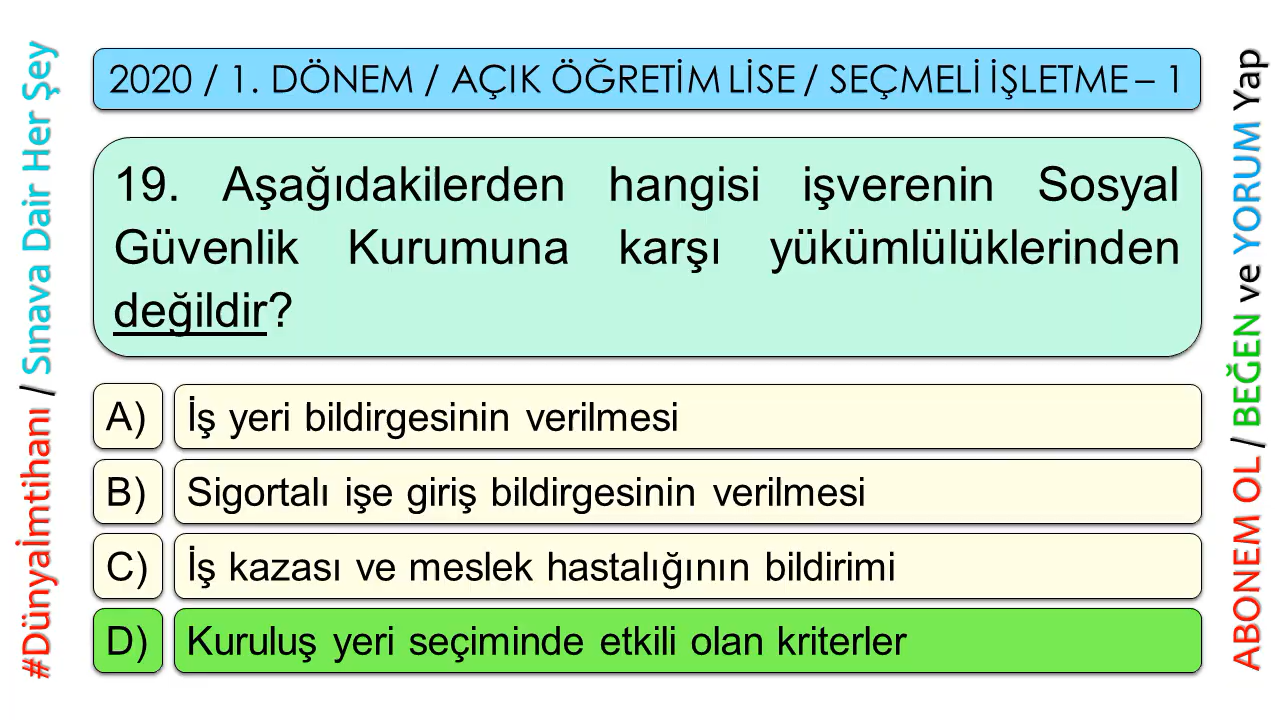 #Dünyaİmtihanı / Sınava Dair Her Şey
2020 / 1. DÖNEM / AÇIK ÖĞRETİM LİSE / SEÇMELİ İŞLETME – 1
19. Aşağıdakilerden hangisi işverenin Sosyal
Güvenlik Kurumuna karşı yükümlülüklerinden
değildir?
A) İş yeri bildirgesinin verilmesi
B) Sigortalı işe giriş bildirgesinin verilmesi
C) İş kazası ve meslek hastalığının bildirimi
D) Kuruluş yeri seçiminde etkili olan kriterler
ABONEM OL / BEĞEN ve YORUM Yap